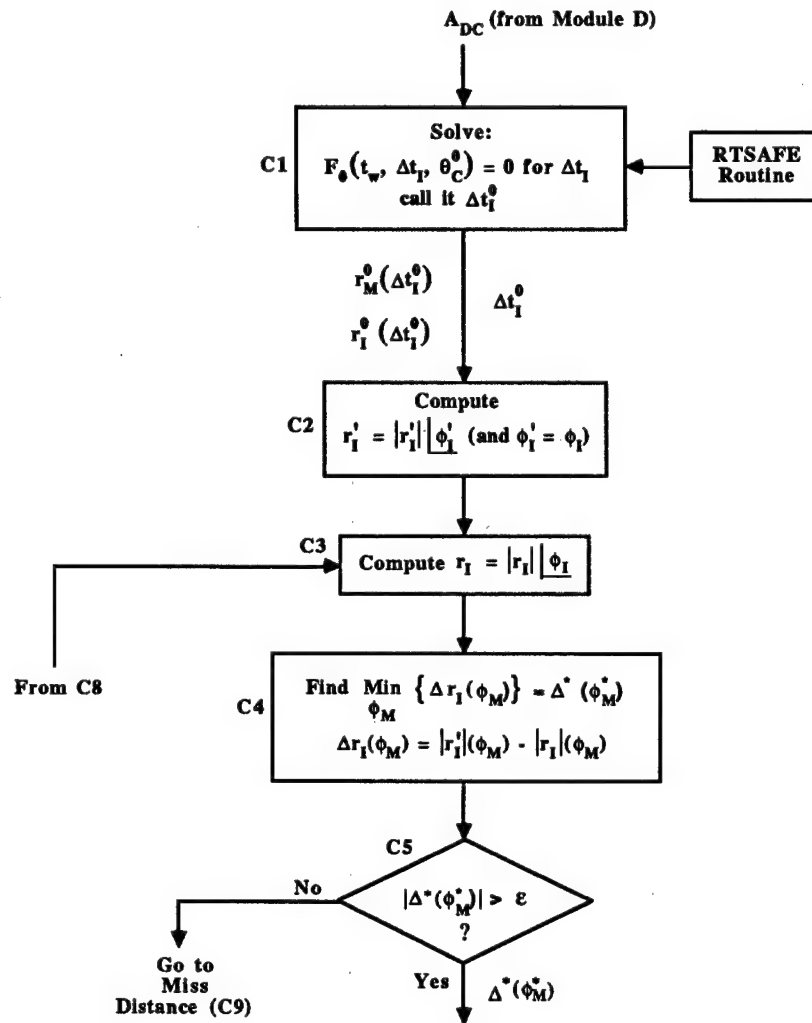 A_DC (from Module D)
C1
Solve:
F_ϕ(t_w, Δt_I, θ_C^0) = 0 for Δt_I
call it Δt_I^0
RTSAFE
Routine
r_M^0(Δt_I^0)
r_I^0 (Δt_I^0)
Δt_I^0
C2
Compute
r_I' = |r_I'| ⌊ϕ_I' (and ϕ_I' = ϕ_I)
C3
Compute r_I = |r_I| ⌊ϕ_I
From C8
C4
Find Min {Δ r_I(ϕ_M)} = Δ* (ϕ_M*)
ϕ_M
Δr_I(ϕ_M) = |r_I'|(ϕ_M) - |r_I|(ϕ_M)
C5
No
|Δ*(ϕ_M*)| > ε
?
Go to
Miss
Distance (C9)
Yes
Δ*(ϕ_M*)